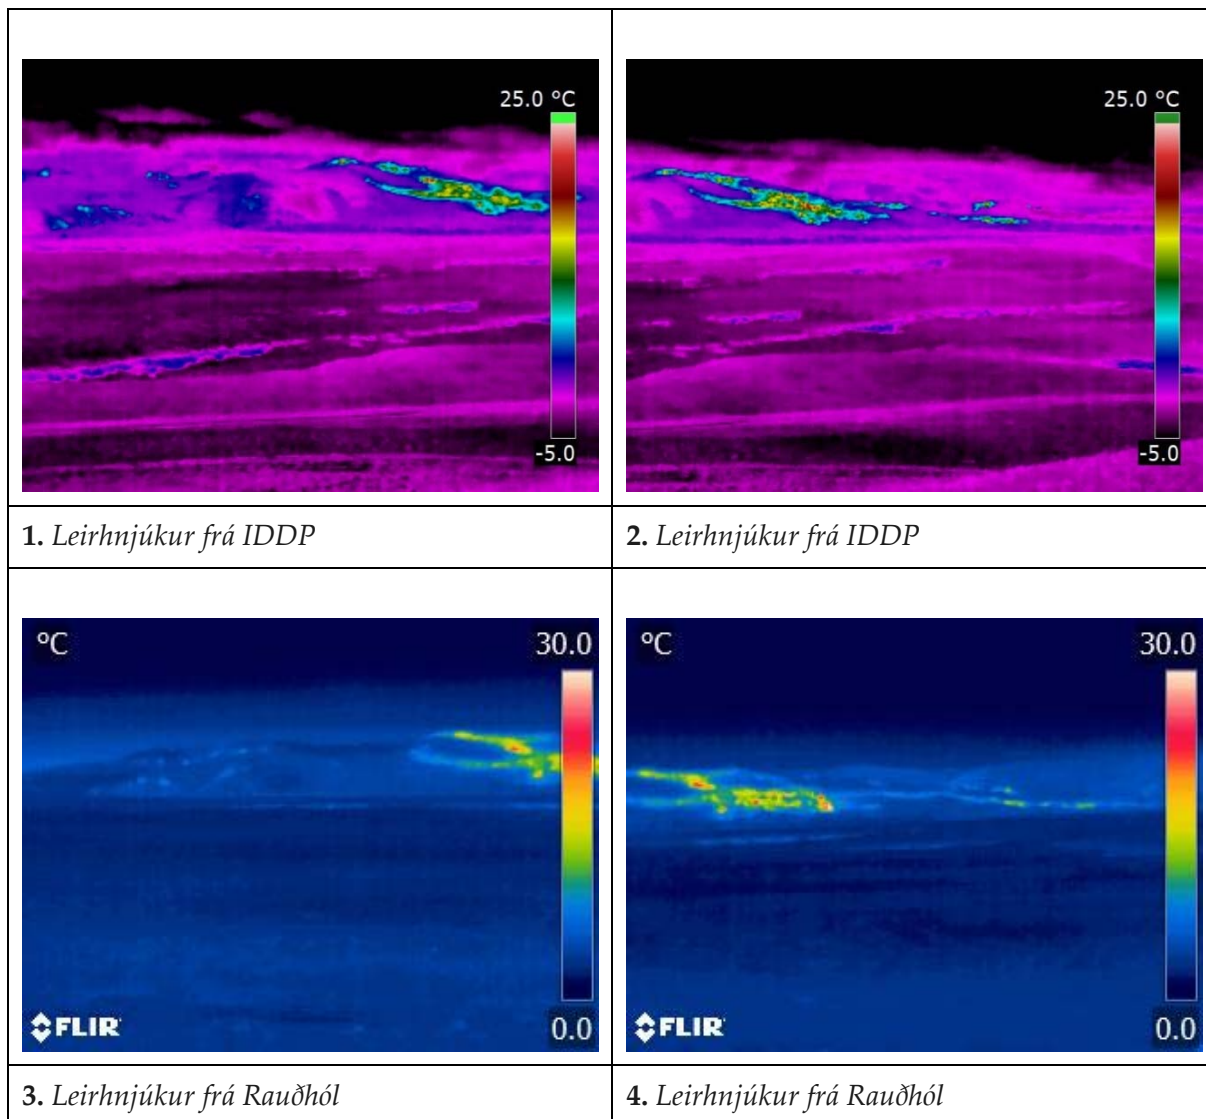 25.0 °C
-5.0
25.0 °C
-5.0
1. Leirhnjúkur frá IDDP
2. Leirhnjúkur frá IDDP
°C 30.0
FLIR 0.0
°C 30.0
FLIR 0.0
3. Leirhnjúkur frá Rauðhól
4. Leirhnjúkur frá Rauðhól